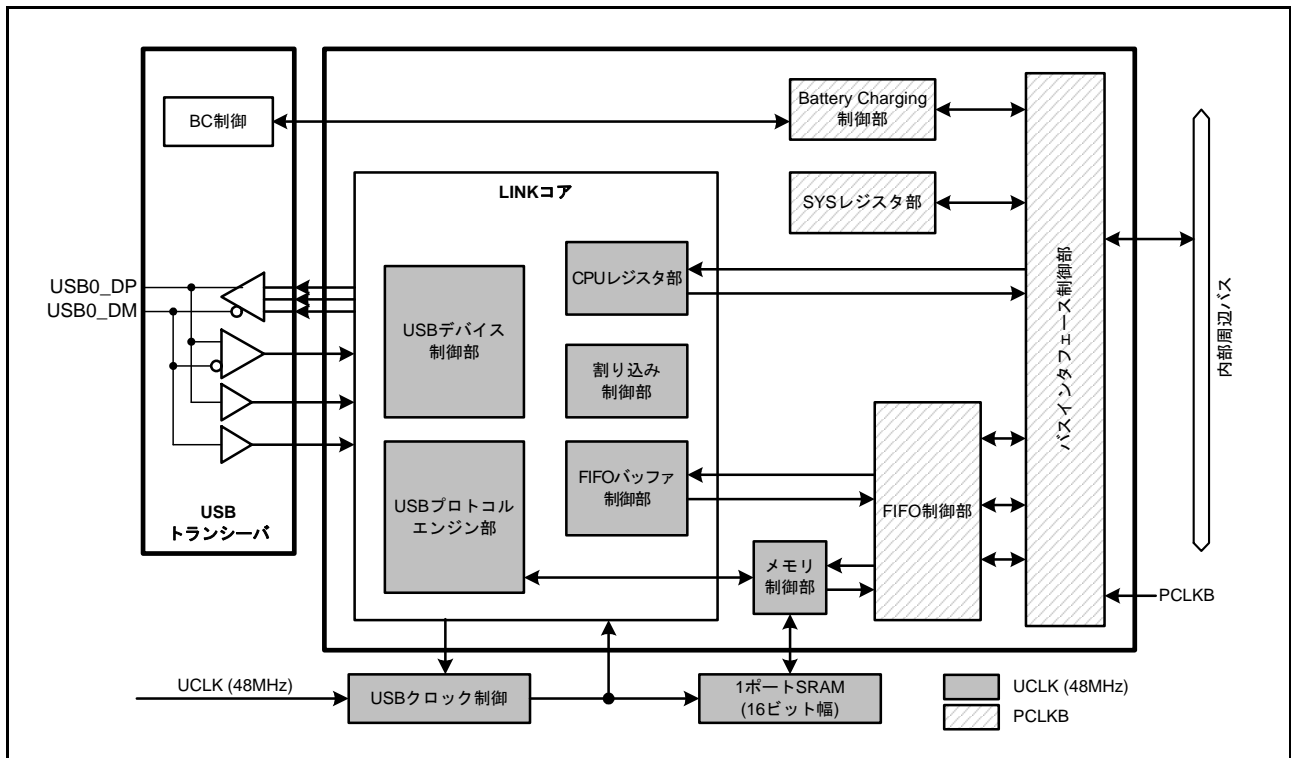 BC制御
Battery Charging
制御部
LINKコア
SYSレジスタ部
CPUレジスタ部
USB0_DP
USB0_DM
USBデバイス
制御部
割り込み
制御部
バスインタフェース制御部
内部周辺バス
USBプロトコル
エンジン部
FIFOバッファ
制御部
FIFO制御部
USB
トランシーバ
メモリ
制御部
PCLKB
UCLK (48MHz)
USBクロック制御
1ポートSRAM
(16ビット幅)
UCLK (48MHz)
PCLKB